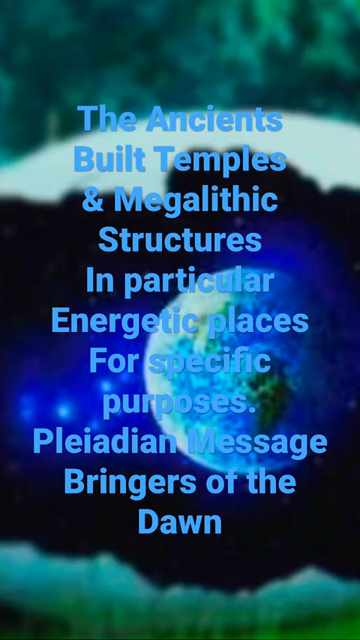 The Ancients
Built Temples
& Megalithic
Structures
In particular
Energetic places
For specific
purposes.
Pleiadian Message
Bringers of the
Dawn